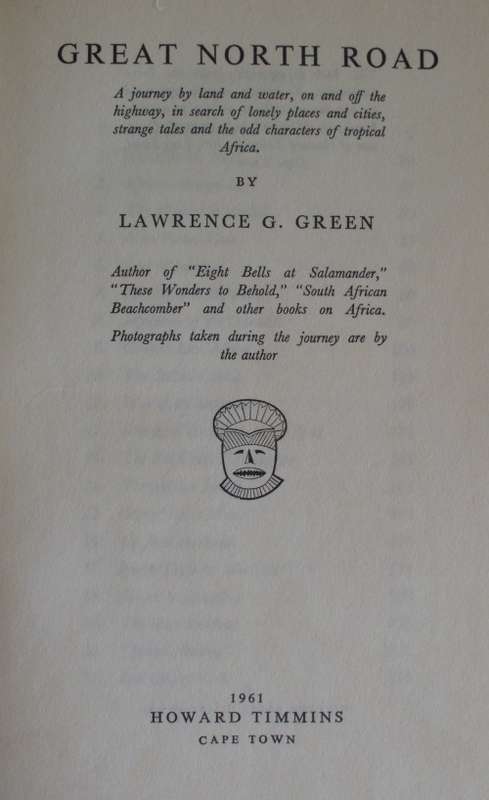 GREAT NORTH ROAD
A journey by land and water, on and off the
highway, in search of lonely places and cities,
strange tales and the odd characters of tropical
Africa.
BY
LAWRENCE G. GREEN
Author of "Eight Bells at Salamander,"
"These Wonders to Behold," "South African
Beachcomber" and other books on Africa.
Photographs taken during the journey are by
the author
1961
HOWARD TIMMINS
CAPE TOWN